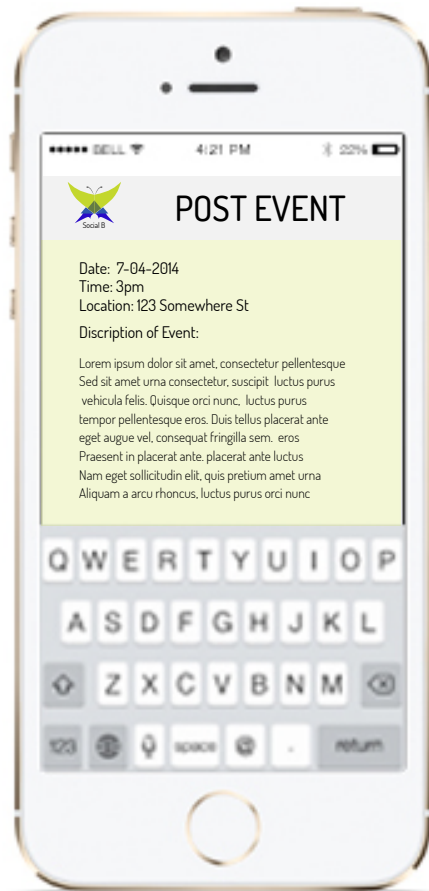 BELL 4:21 PM 22%
POST EVENT
Social B
Date: 7-04-2014
Time: 3pm
Location: 123 Somewhere St
Discription of Event:
Lorem ipsum dolor sit amet, consectetur pellentesque
Sed sit amet urna consectetur, suscipit luctus purus
vehicula felis. Quisque orci nunc, luctus purus
tempor pellentesque eros. Duis tellus placerat ante
eget augue vel, consequat fringilla sem. eros
Praesent in placerat ante. placerat ante luctus
Nam eget sollicitudin elit, quis pretium amet urna
Aliquam a arcu rhoncus, luctus purus orci nunc
Q W E R T Y U I O P
A S D F G H J K L
Z X C V B N M
123 space @ . return